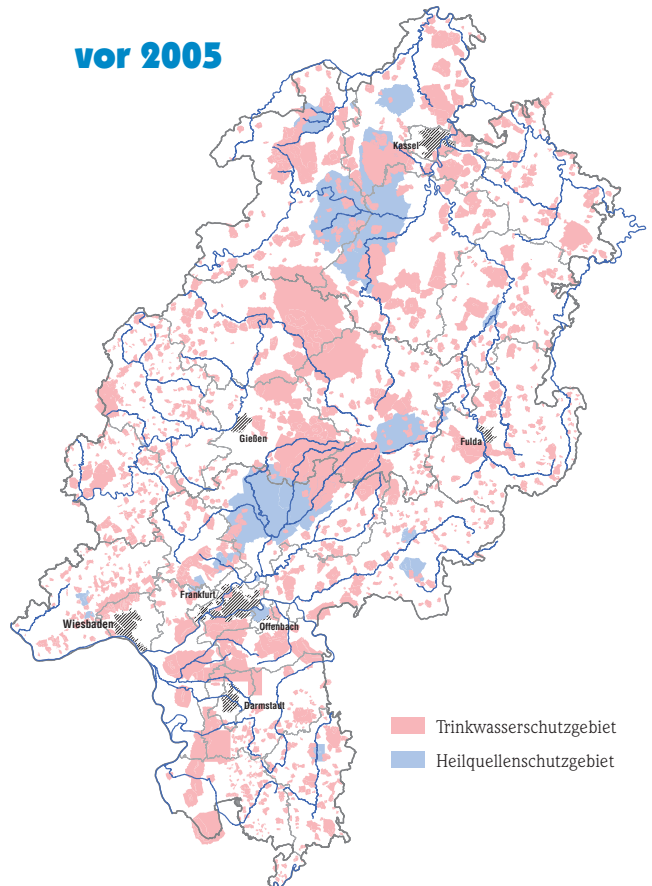 vor 2005
Kassel
Gießen
Fulda
Frankfurt
Wiesbaden
Offenbach
Darmstadt
Trinkwasserschutzgebiet
Heilquellenschutzgebiet